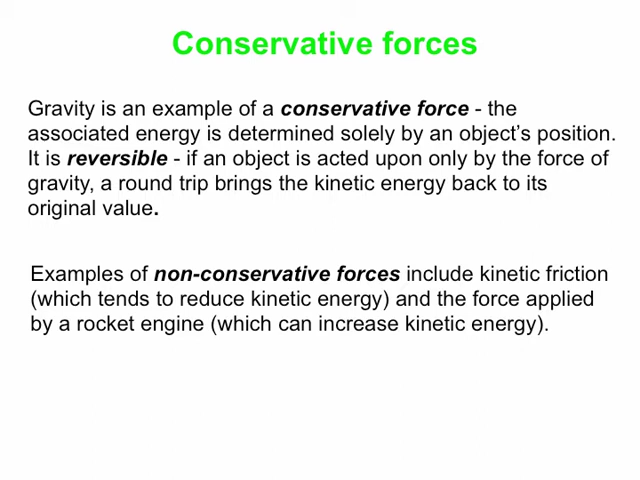 Conservative forces
Gravity is an example of a conservative force - the
associated energy is determined solely by an object's position.
It is reversible - if an object is acted upon only by the force of
gravity, a round trip brings the kinetic energy back to its
original value.
Examples of non-conservative forces include kinetic friction
(which tends to reduce kinetic energy) and the force applied
by a rocket engine (which can increase kinetic energy).